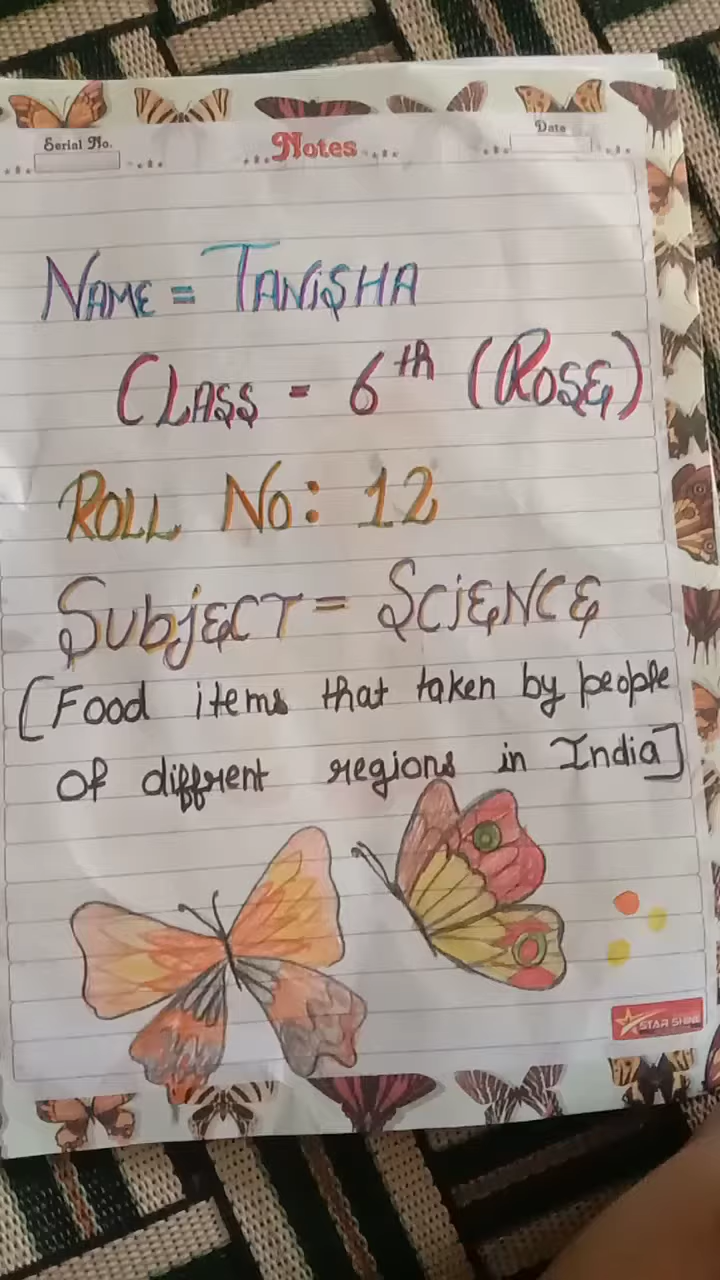 Serial No.
Notes
Date
NAME = TANISHA
CLASS = 6th (ROSE)
ROLL No: 12
SUBJECT = SCIENCE
[Food items that taken by people
of diffrent regions in India]
STAR SHINE